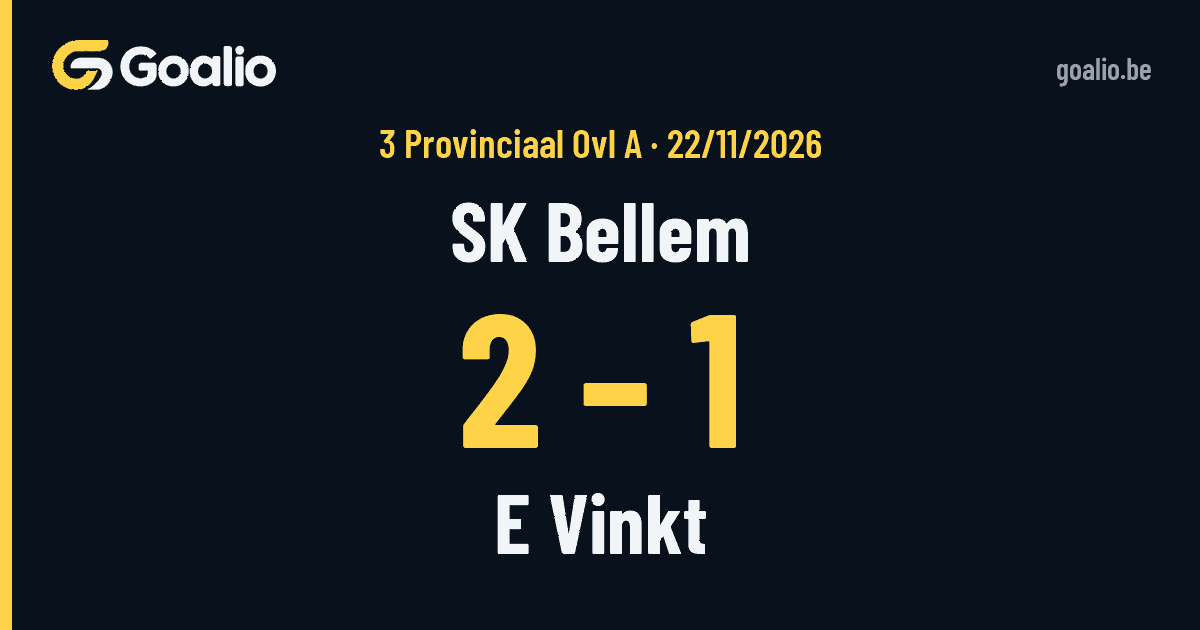 Goalio
goalio.be
3 Provinciaal Ovl A · 22/11/2026
SK Bellem
2 – 1
E Vinkt